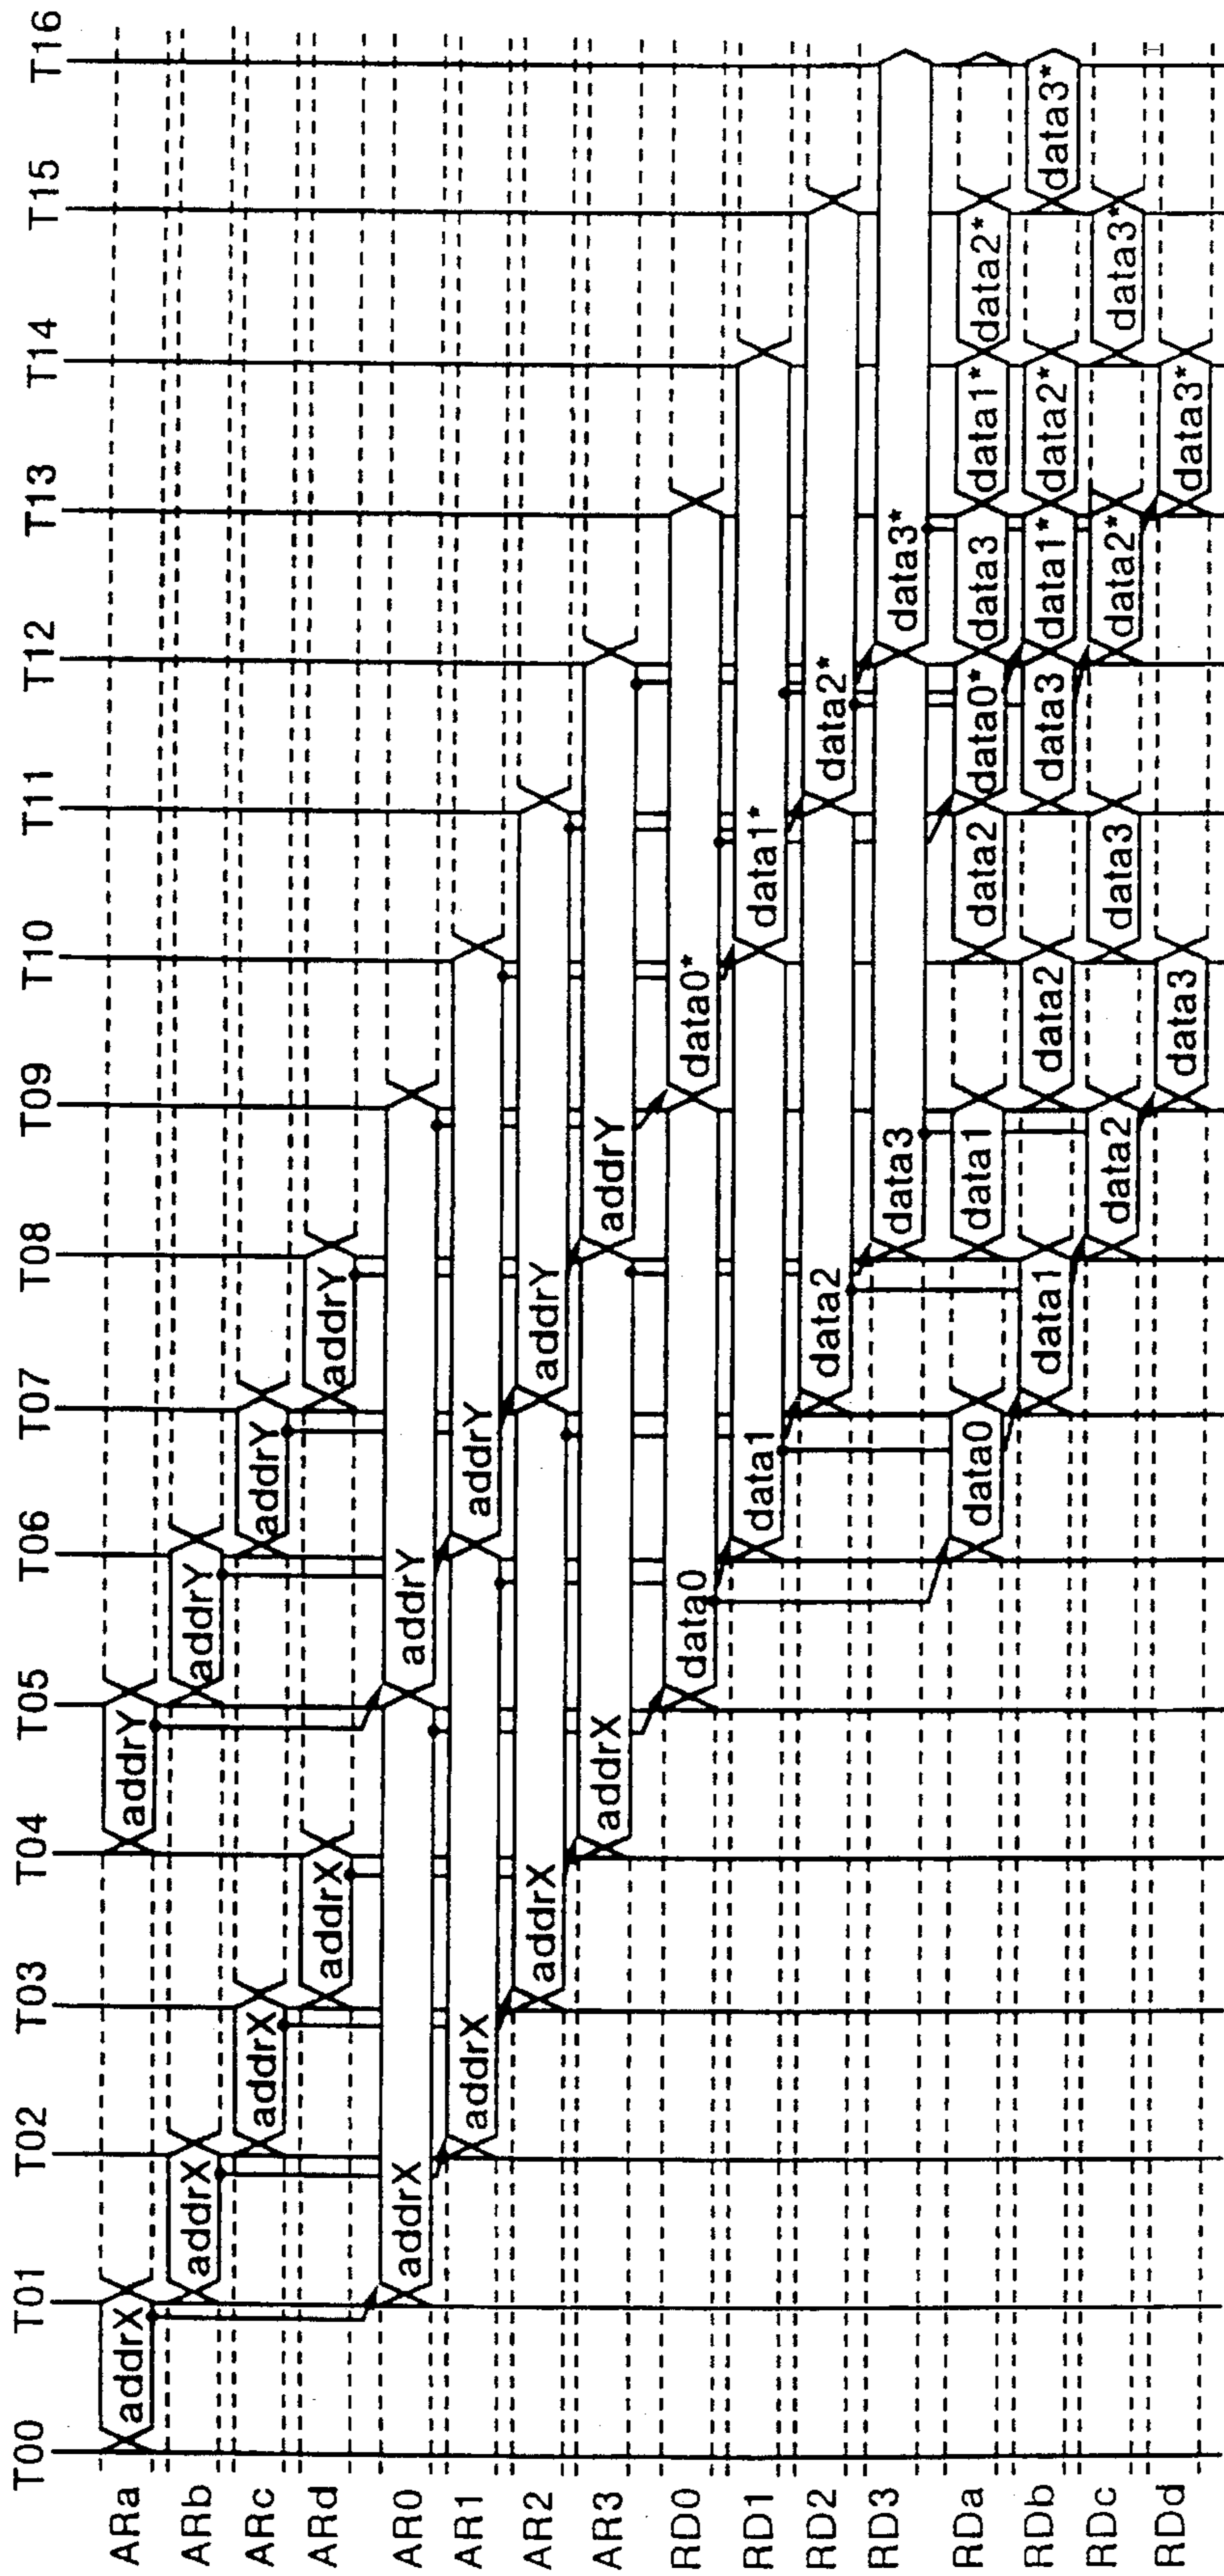 T00 T01 T02 T03 T04 T05 T06 T07 T08 T09 T10 T11 T12 T13 T14 T15 T16
ARa addrX addrY
ARb addrX addrY
ARc addrX addrY
ARd addrX addrY
AR0 addrX addrY
AR1 addrX addrY
AR2 addrX addrY
AR3 addrX addrY
RD0 data0 data0*
RD1 data1 data1*
RD2 data2 data2*
RD3 data3 data3*
RDa data0 data1 data2 data0* data3 data1* data2*
RDb data1 data2 data3 data1* data2* data3*
RDc data2 data3 data2* data3*
RDd data3 data3*